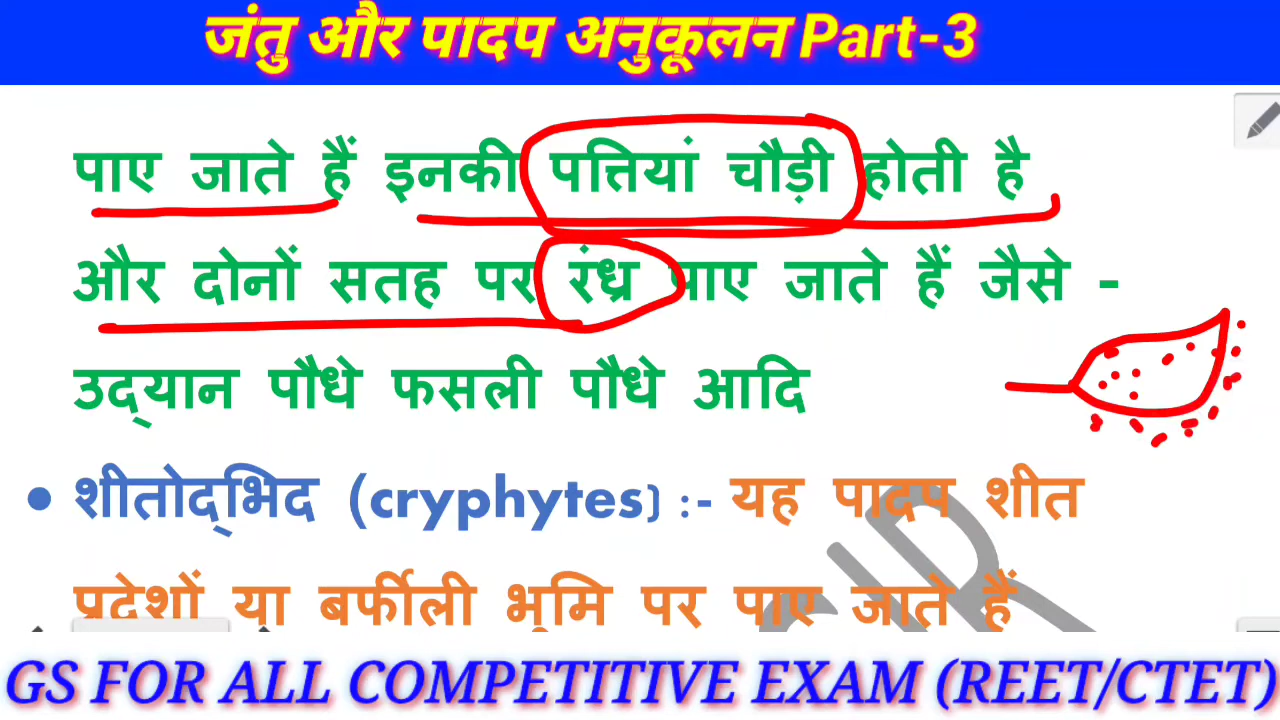 जंतु और पादप अनुकूलन Part-3
पाए जाते हैं इनकी पत्तियां चौड़ी होती है
और दोनों सतह पर रंध्र पाए जाते हैं जैसे -
उद्यान पौधे फसली पौधे आदि
• शीतोद्भिद (cryphytes) :- यह पादप शीत
प्रदेशों या बर्फीली भूमि पर पाए जाते हैं
GS FOR ALL COMPETITIVE EXAM (REET/CTET)